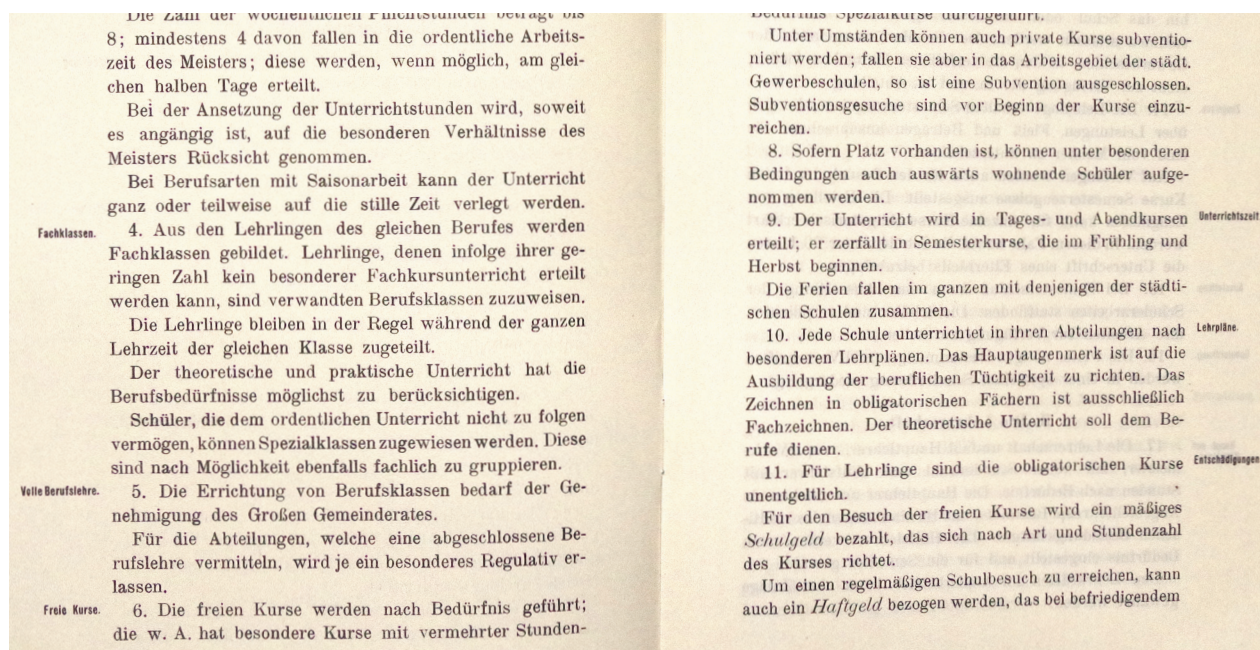 Die Zahl der wöchentlichen Pflichtstunden beträgt bis
8; mindestens 4 davon fallen in die ordentliche Arbeits-
zeit des Meisters; diese werden, wenn möglich, am glei-
chen halben Tage erteilt.
Bei der Ansetzung der Unterrichtstunden wird, soweit
es angängig ist, auf die besonderen Verhältnisse des
Meisters Rücksicht genommen.
Bei Berufsarten mit Saisonarbeit kann der Unterricht
ganz oder teilweise auf die stille Zeit verlegt werden.
Fachklassen. 4. Aus den Lehrlingen des gleichen Berufes werden
Fachklassen gebildet. Lehrlinge, denen infolge ihrer ge-
ringen Zahl kein besonderer Fachkursunterricht erteilt
werden kann, sind verwandten Berufsklassen zuzuweisen.
Die Lehrlinge bleiben in der Regel während der ganzen
Lehrzeit der gleichen Klasse zugeteilt.
Der theoretische und praktische Unterricht hat die
Berufsbedürfnisse möglichst zu berücksichtigen.
Schüler, die dem ordentlichen Unterricht nicht zu folgen
vermögen, können Spezialklassen zugewiesen werden. Diese
sind nach Möglichkeit ebenfalls fachlich zu gruppieren.
Volle Berufslehre. 5. Die Errichtung von Berufsklassen bedarf der Ge-
nehmigung des Großen Gemeinderates.
Für die Abteilungen, welche eine abgeschlossene Be-
rufslehre vermitteln, wird je ein besonderes Regulativ er-
lassen.
Freie Kurse. 6. Die freien Kurse werden nach Bedürfnis geführt;
die w. A. hat besondere Kurse mit vermehrter Stunden-
Bedürfnis Spezialkurse durchgeführt.
Unter Umständen können auch private Kurse subventio-
niert werden; fallen sie aber in das Arbeitsgebiet der städt.
Gewerbeschulen, so ist eine Subvention ausgeschlossen.
Subventionsgesuche sind vor Beginn der Kurse einzu-
reichen.
8. Sofern Platz vorhanden ist, können unter besonderen
Bedingungen auch auswärts wohnende Schüler aufge-
nommen werden.
9. Der Unterricht wird in Tages- und Abendkursen Unterrichtszeit
erteilt; er zerfällt in Semesterkurse, die im Frühling und
Herbst beginnen.
Die Ferien fallen im ganzen mit denjenigen der städti-
schen Schulen zusammen.
10. Jede Schule unterrichtet in ihren Abteilungen nach Lehrpläne.
besonderen Lehrplänen. Das Hauptaugenmerk ist auf die
Ausbildung der beruflichen Tüchtigkeit zu richten. Das
Zeichnen in obligatorischen Fächern ist ausschließlich
Fachzeichnen. Der theoretische Unterricht soll dem Be-
rufe dienen.
11. Für Lehrlinge sind die obligatorischen Kurse Entschädigungen
unentgeltlich.
Für den Besuch der freien Kurse wird ein mäßiges
Schulgeld bezahlt, das sich nach Art und Stundenzahl
des Kurses richtet.
Um einen regelmäßigen Schulbesuch zu erreichen, kann
auch ein Haftgeld bezogen werden, das bei befriedigendem